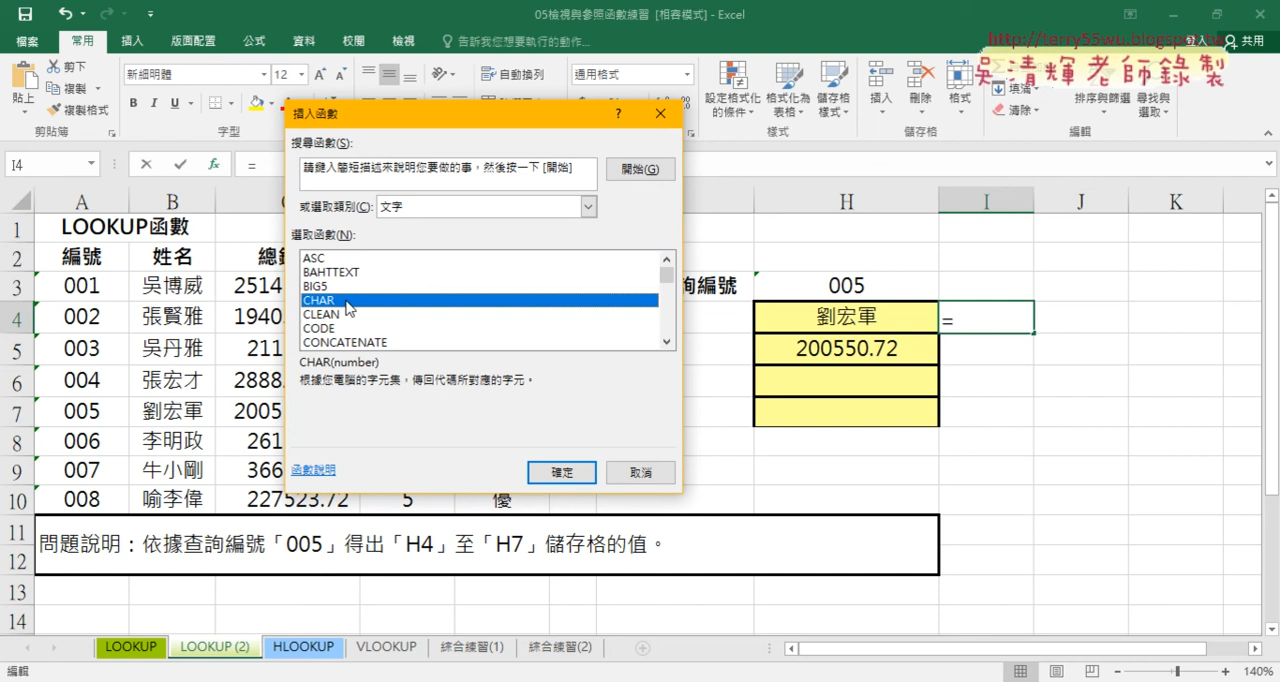 05檢視與參照函數練習 [相容模式] - Excel
檔案 常用 插入 版面配置 公式 資料 校閱 檢視 告訴我您想要執行的動作... 登入 共用
http://terry55wu.blogspot.tw
吳清輝老師錄製
貼上 剪下 複製 複製格式 剪貼簿
新細明體 12 B I U 字型
自動換列 通用格式
設定格式化的條件 格式化為表格 儲存格樣式 樣式
插入 刪除 格式 儲存格
填滿 清除 排序與篩選 尋找與選取 編輯
I4 fx =
插入函數 ?
搜尋函數(S):
請鍵入簡短描述來說明您要做的事，然後按一下 [開始]
開始(G)
或選取類別(C): 文字
選取函數(N):
ASC
BAHTTEXT
BIG5
CHAR
CLEAN
CODE
CONCATENATE
CHAR(number)
根據您電腦的字元集，傳回代碼所對應的字元。
函數說明 確定 取消
A B H I J K
1 LOOKUP函數
2 編號 姓名
3 001 吳博威 2514 編號 005
4 002 張賢雅 1940 劉宏軍 =
5 003 吳丹雅 211 200550.72
6 004 張宏才 2888
7 005 劉宏軍 2005
8 006 李明政 261
9 007 牛小剛 366
10 008 喻李偉 227523.72 5 優
11 問題說明：依據查詢編號「005」得出「H4」至「H7」儲存格的值。
12
13
14
LOOKUP LOOKUP (2) HLOOKUP VLOOKUP 綜合練習(1) 綜合練習(2)
編輯 140%